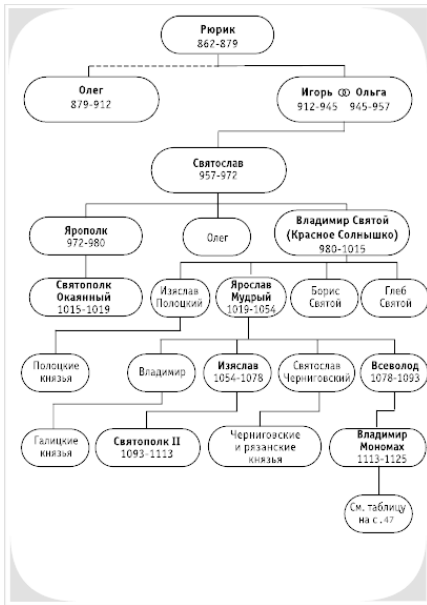 Рюрик
862-879
Олег
879-912
Игорь ⚭ Ольга
912-945 945-957
Святослав
957-972
Ярополк
972-980
Олег
Владимир Святой
(Красное Солнышко)
980-1015
Святополк
Окаянный
1015-1019
Изяслав
Полоцкий
Ярослав
Мудрый
1019-1054
Борис
Святой
Глеб
Святой
Полоцкие
князья
Владимир
Изяслав
1054-1078
Святослав
Черниговский
Всеволод
1078-1093
Галицкие
князья
Святополк II
1093-1113
Черниговские
и рязанские
князья
Владимир
Мономах
1113-1125
См. таблицу
на с.47